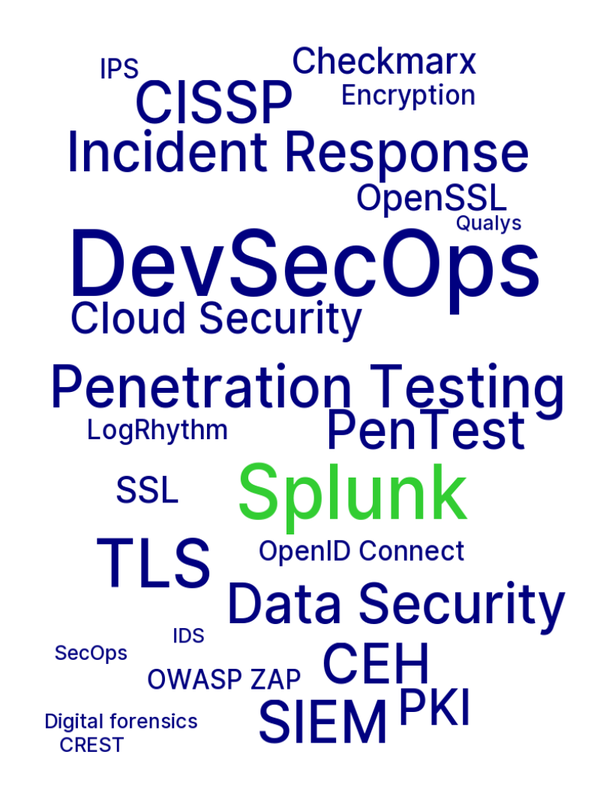 Checkmarx
IPS
CISSP
Encryption
Incident Response
OpenSSL
Qualys
DevSecOps
Cloud Security
Penetration Testing
LogRhythm
PenTest
SSL
Splunk
TLS
OpenID Connect
Data Security
IDS
SecOps
CEH
OWASP ZAP
PKI
SIEM
Digital forensics
CREST